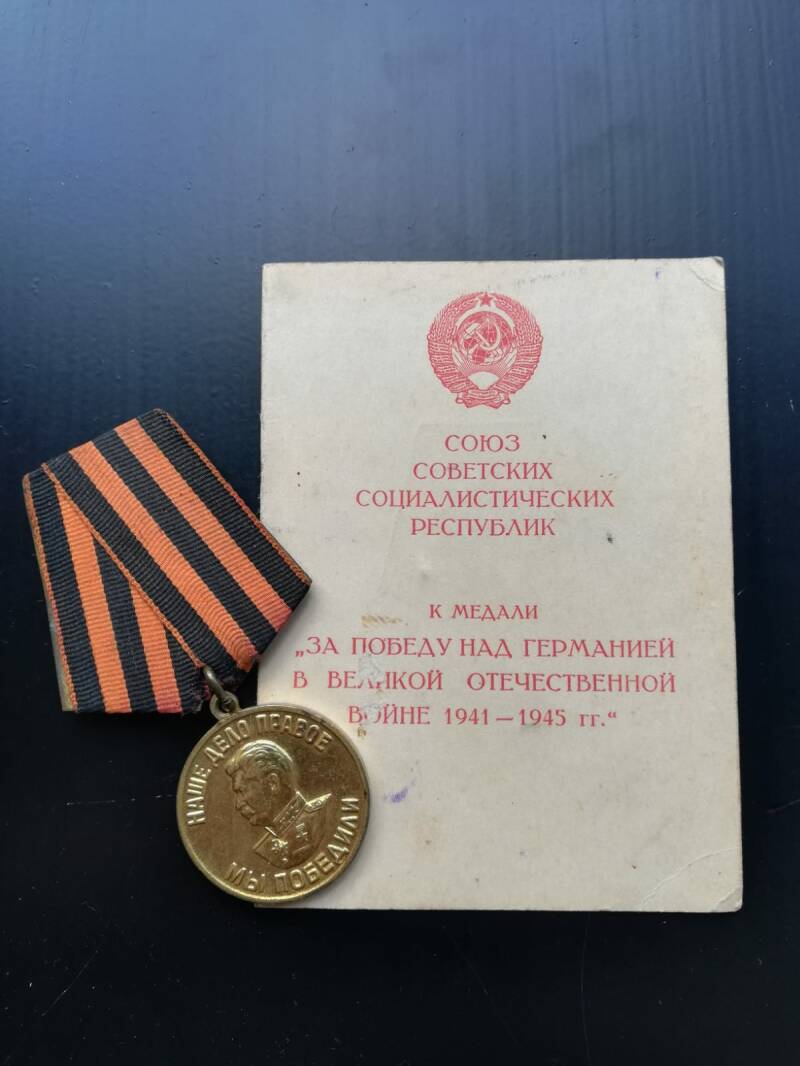 СОЮЗ
СОВЕТСКИХ
СОЦИАЛИСТИЧЕСКИХ
РЕСПУБЛИК
К МЕДАЛИ
„ЗА ПОБЕДУ НАД ГЕРМАНИЕЙ
В ВЕЛИКОЙ ОТЕЧЕСТВЕННОЙ
ВОЙНЕ 1941 — 1945 гг.“
НАШЕ ДЕЛО ПРАВОЕ
МЫ ПОБЕДИЛИ